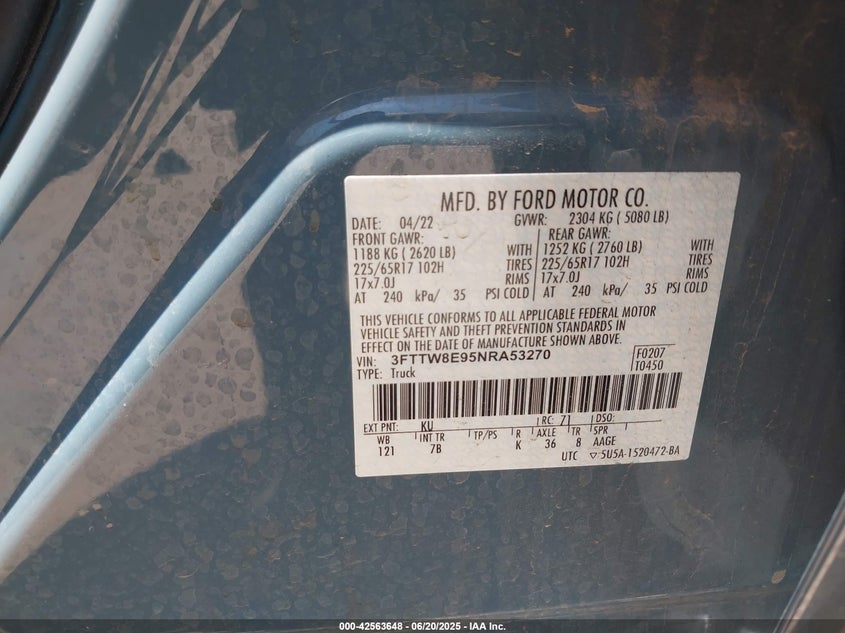 MFD. BY FORD MOTOR CO.
DATE: 04/22 GVWR: 2304 KG ( 5080 LB)
FRONT GAWR: REAR GAWR:
1188 KG ( 2620 LB) WITH 1252 KG ( 2760 LB) WITH
225/65R17 102H TIRES 225/65R17 102H TIRES
17x7.0J RIMS 17x7.0J RIMS
AT 240 kPa/ 35 PSI COLD AT 240 kPa/ 35 PSI COLD
THIS VEHICLE CONFORMS TO ALL APPLICABLE FEDERAL MOTOR
VEHICLE SAFETY AND THEFT PREVENTION STANDARDS IN
EFFECT ON THE DATE OF MANUFACTURE SHOWN ABOVE.
VIN: 3FTTW8E95NRA53270 F0207
TYPE: Truck T0450
EXT PNT: KU RC: 71 DSO:
WB INT TR TP/PS R AXLE TR SPR
121 7B K 36 8 AAGE
UTC ▽ 5U5A-1520472-BA
000-42563648 - 06/20/2025 - IAA Inc.